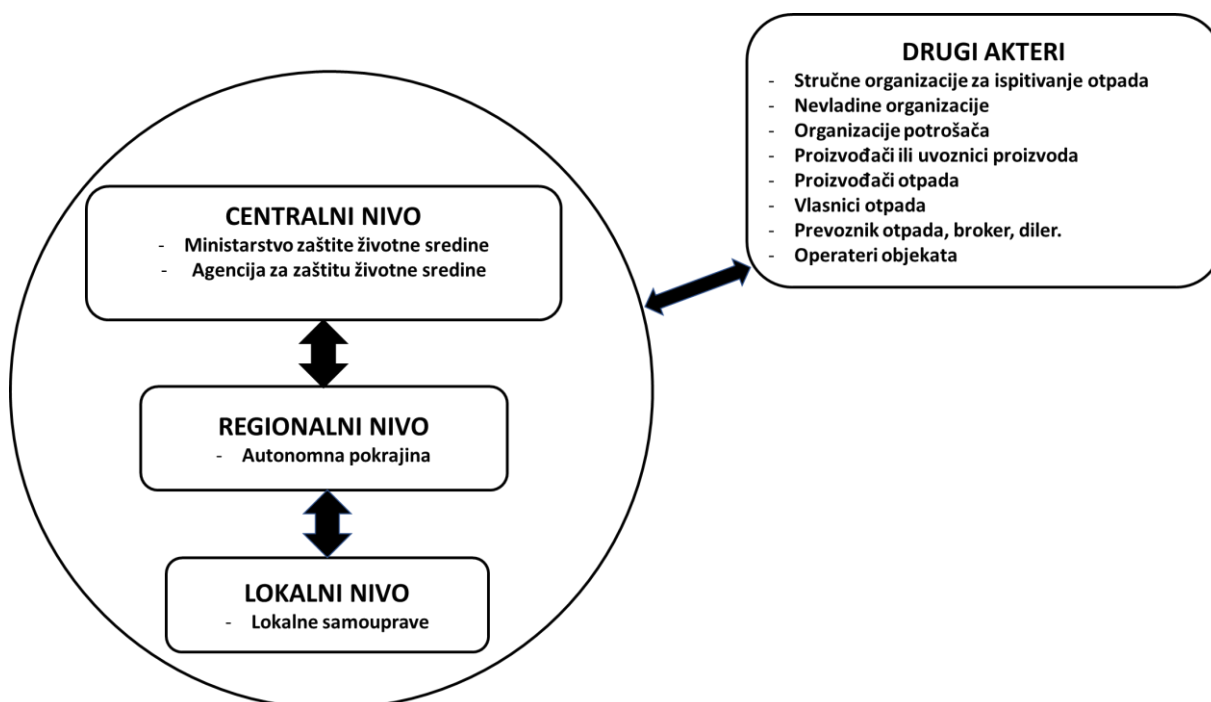 DRUGI AKTERI
- Stručne organizacije za ispitivanje otpada
- Nevladine organizacije
- Organizacije potrošača
- Proizvođači ili uvoznici proizvoda
- Proizvođači otpada
- Vlasnici otpada
- Prevoznik otpada, broker, diler.
- Operateri objekata
CENTRALNI NIVO
- Ministarstvo zaštite životne sredine
- Agencija za zaštitu životne sredine
REGIONALNI NIVO
- Autonomna pokrajina
LOKALNI NIVO
- Lokalne samouprave